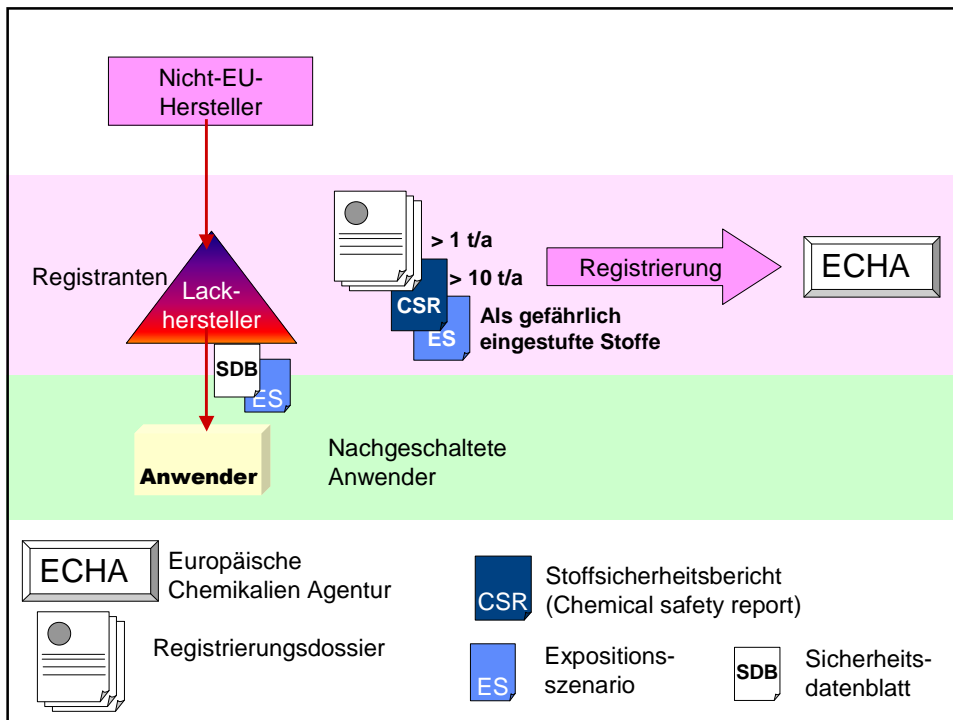 Nicht-EU-
Hersteller
> 1 t/a
Registrierung
ECHA
Registranten
> 10 t/a
Lack-
hersteller
CSR
Als gefährlich
eingestufte Stoffe
ES
SDB
ES
Anwender
Nachgeschaltete
Anwender
ECHA
Europäische
Chemikalien Agentur
CSR
Stoffsicherheitsbericht
(Chemical safety report)
Registrierungsdossier
ES
Expositions-
szenario
SDB
Sicherheits-
datenblatt